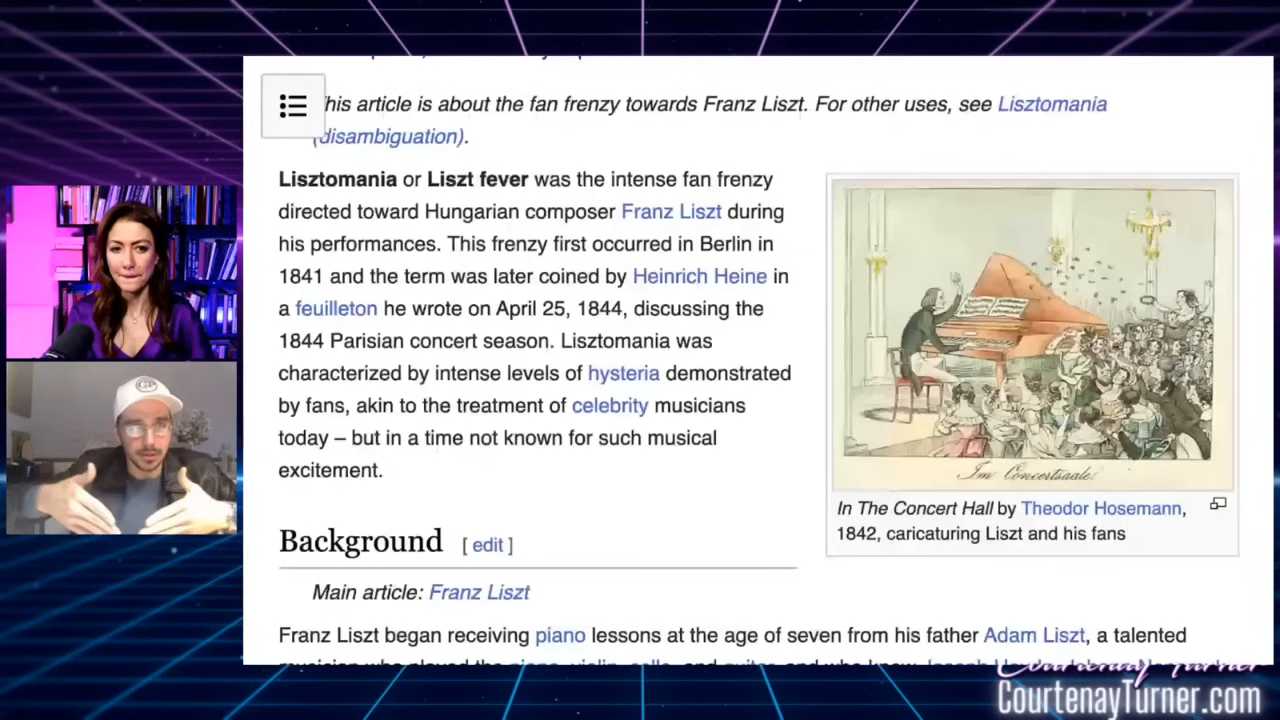 This article is about the fan frenzy towards Franz Liszt. For other uses, see Lisztomania
(disambiguation).
Lisztomania or Liszt fever was the intense fan frenzy
directed toward Hungarian composer Franz Liszt during
his performances. This frenzy first occurred in Berlin in
1841 and the term was later coined by Heinrich Heine in
a feuilleton he wrote on April 25, 1844, discussing the
1844 Parisian concert season. Lisztomania was
characterized by intense levels of hysteria demonstrated
by fans, akin to the treatment of celebrity musicians
today – but in a time not known for such musical
excitement.
Im Concertsaale.
In The Concert Hall by Theodor Hosemann,
1842, caricaturing Liszt and his fans
Background [ edit ]
Main article: Franz Liszt
Franz Liszt began receiving piano lessons at the age of seven from his father Adam Liszt, a talented
CP
Courtenay Turner
CourtenayTurner.com